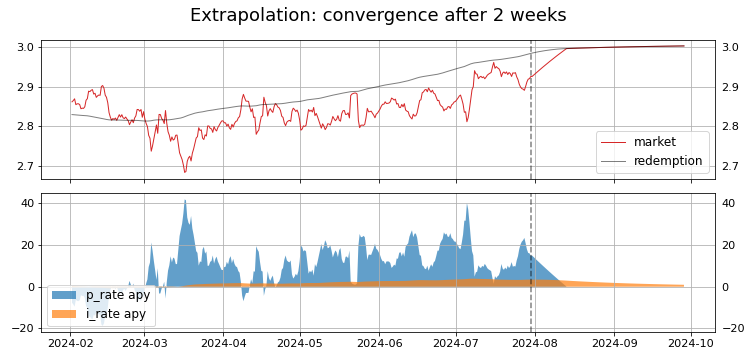 Extrapolation: convergence after 2 weeks
3.0 3.0
2.9 2.9
2.8 2.8
2.7 2.7
market
redemption
40 40
20 20
0 0
−20 −20
p_rate apy
i_rate apy
2024-02 2024-03 2024-04 2024-05 2024-06 2024-07 2024-08 2024-09 2024-10